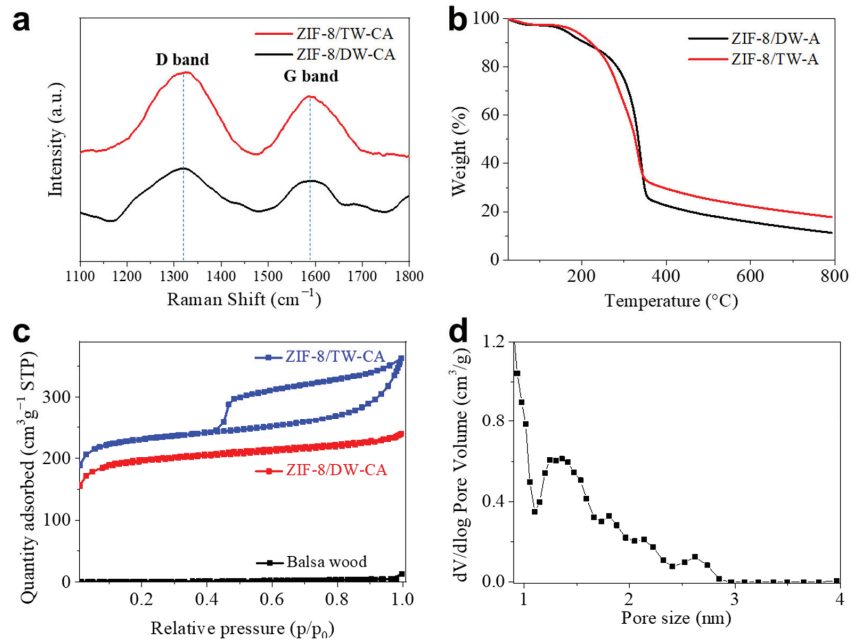 a
ZIF-8/TW-CA
ZIF-8/DW-CA
D band
G band
Intensity (a.u.)
1100 1200 1300 1400 1500 1600 1700 1800
Raman Shift (cm⁻¹)
b
100
80
60
40
20
0
ZIF-8/DW-A
ZIF-8/TW-A
Weight (%)
0 200 400 600 800
Temperature (°C)
c
ZIF-8/TW-CA
ZIF-8/DW-CA
Balsa wood
300
200
100
0
Quantity adsorbed (cm³g⁻¹ STP)
0.2 0.4 0.6 0.8 1.0
Relative pressure (p/p₀)
d
1.2
0.8
0.4
0.0
dV/dlog Pore Volume (cm³/g)
1 2 3 4
Pore size (nm)